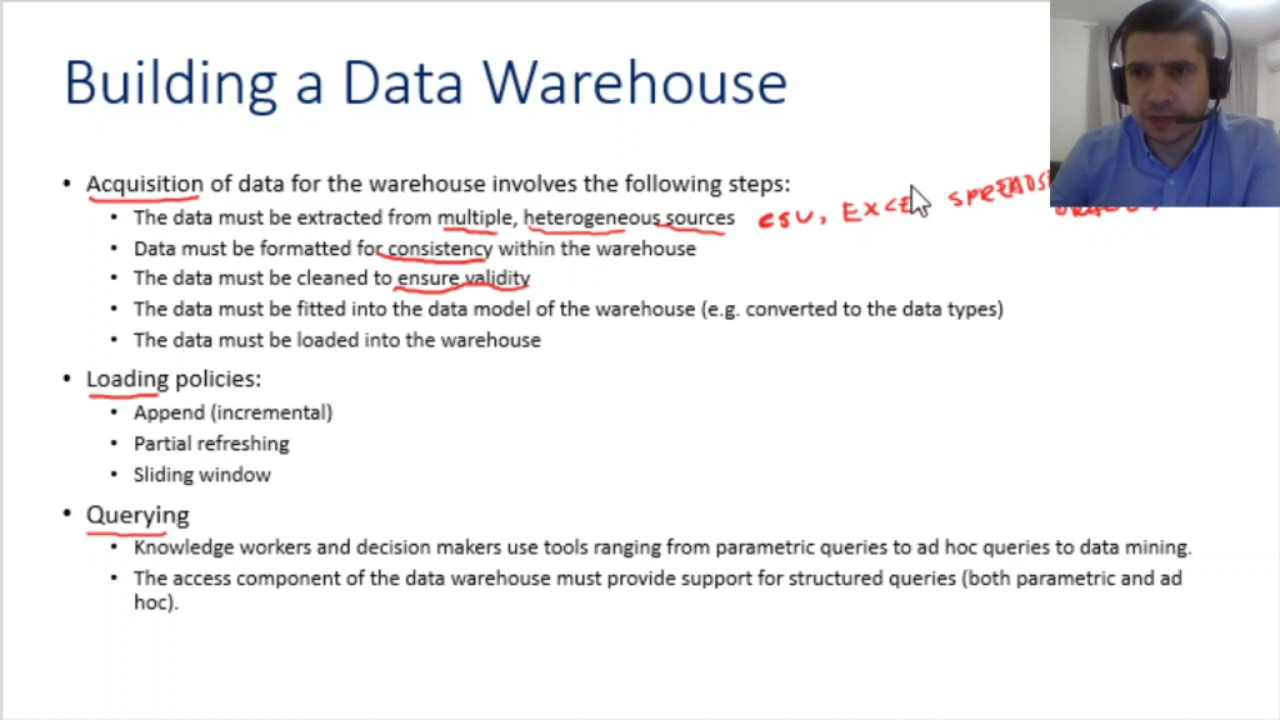 Building a Data Warehouse
• Acquisition of data for the warehouse involves the following steps:
• The data must be extracted from multiple, heterogeneous sources CSV, EXCE
• Data must be formatted for consistency within the warehouse
• The data must be cleaned to ensure validity
• The data must be fitted into the data model of the warehouse (e.g. converted to the data types)
• The data must be loaded into the warehouse
• Loading policies:
• Append (incremental)
• Partial refreshing
• Sliding window
• Querying
• Knowledge workers and decision makers use tools ranging from parametric queries to ad hoc queries to data mining.
• The access component of the data warehouse must provide support for structured queries (both parametric and ad
hoc).